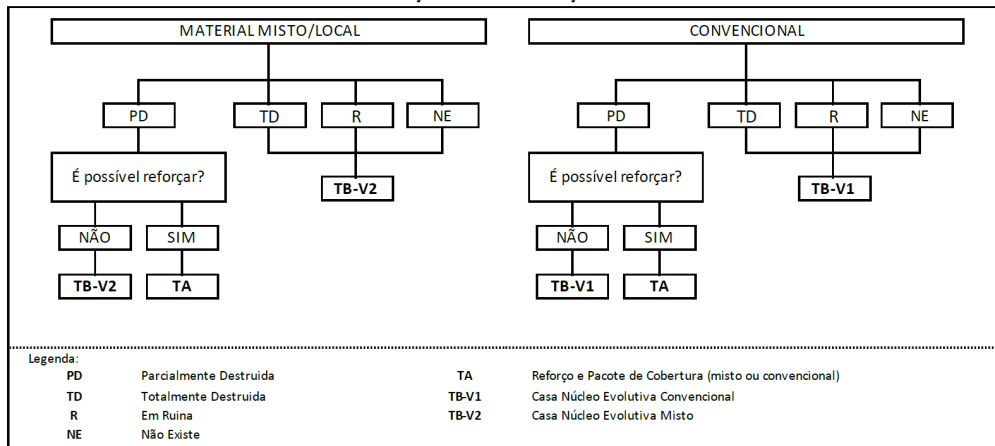 MATERIAL MISTO/LOCAL
CONVENCIONAL
PD
TD
R
NE
PD
TD
R
NE
É possível reforçar?
TB-V2
É possível reforçar?
TB-V1
NÃO
SIM
NÃO
SIM
TB-V2
TA
TB-V1
TA
Legenda:
PD Parcialmente Destruida TA Reforço e Pacote de Cobertura (misto ou convencional)
TD Totalmente Destruida TB-V1 Casa Núcleo Evolutiva Convencional
R Em Ruina TB-V2 Casa Núcleo Evolutiva Misto
NE Não Existe